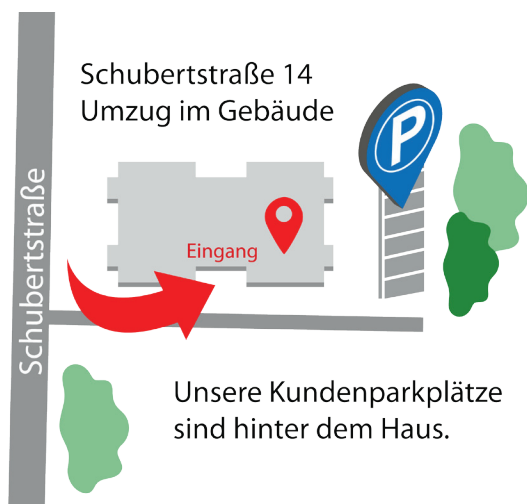 Schubertstraße 14
Umzug im Gebäude
P
Schubertstraße
Eingang
Unsere Kundenparkplätze
sind hinter dem Haus.